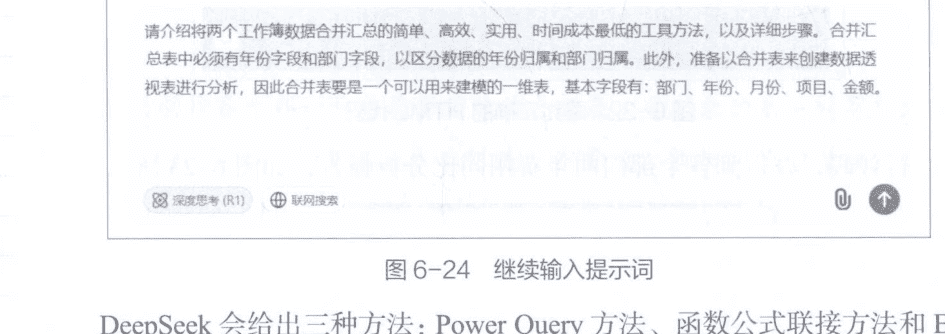 请介绍将两个工作簿数据合并汇总的简单、高效、实用、时间成本最低的工具方法，以及详细步骤。合并汇
总表中必须有年份字段和部门字段，以区分数据的年份归属和部门归属。此外，准备以合并表来创建数据透
视表进行分析，因此合并表要是一个可以用来建模的一维表，基本字段有：部门、年份、月份、项目、金额。
深度思考 (R1) 联网搜索
图 6-24 继续输入提示词
DeepSeek 会给出三种方法：Power Query 方法、函数公式联接方法和